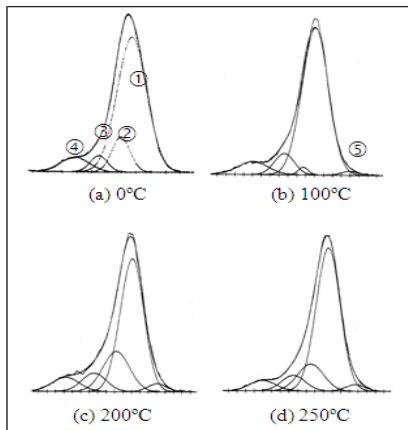 ①
③
②
④
⑤
(a) 0℃
(b) 100℃
(c) 200℃
(d) 250℃